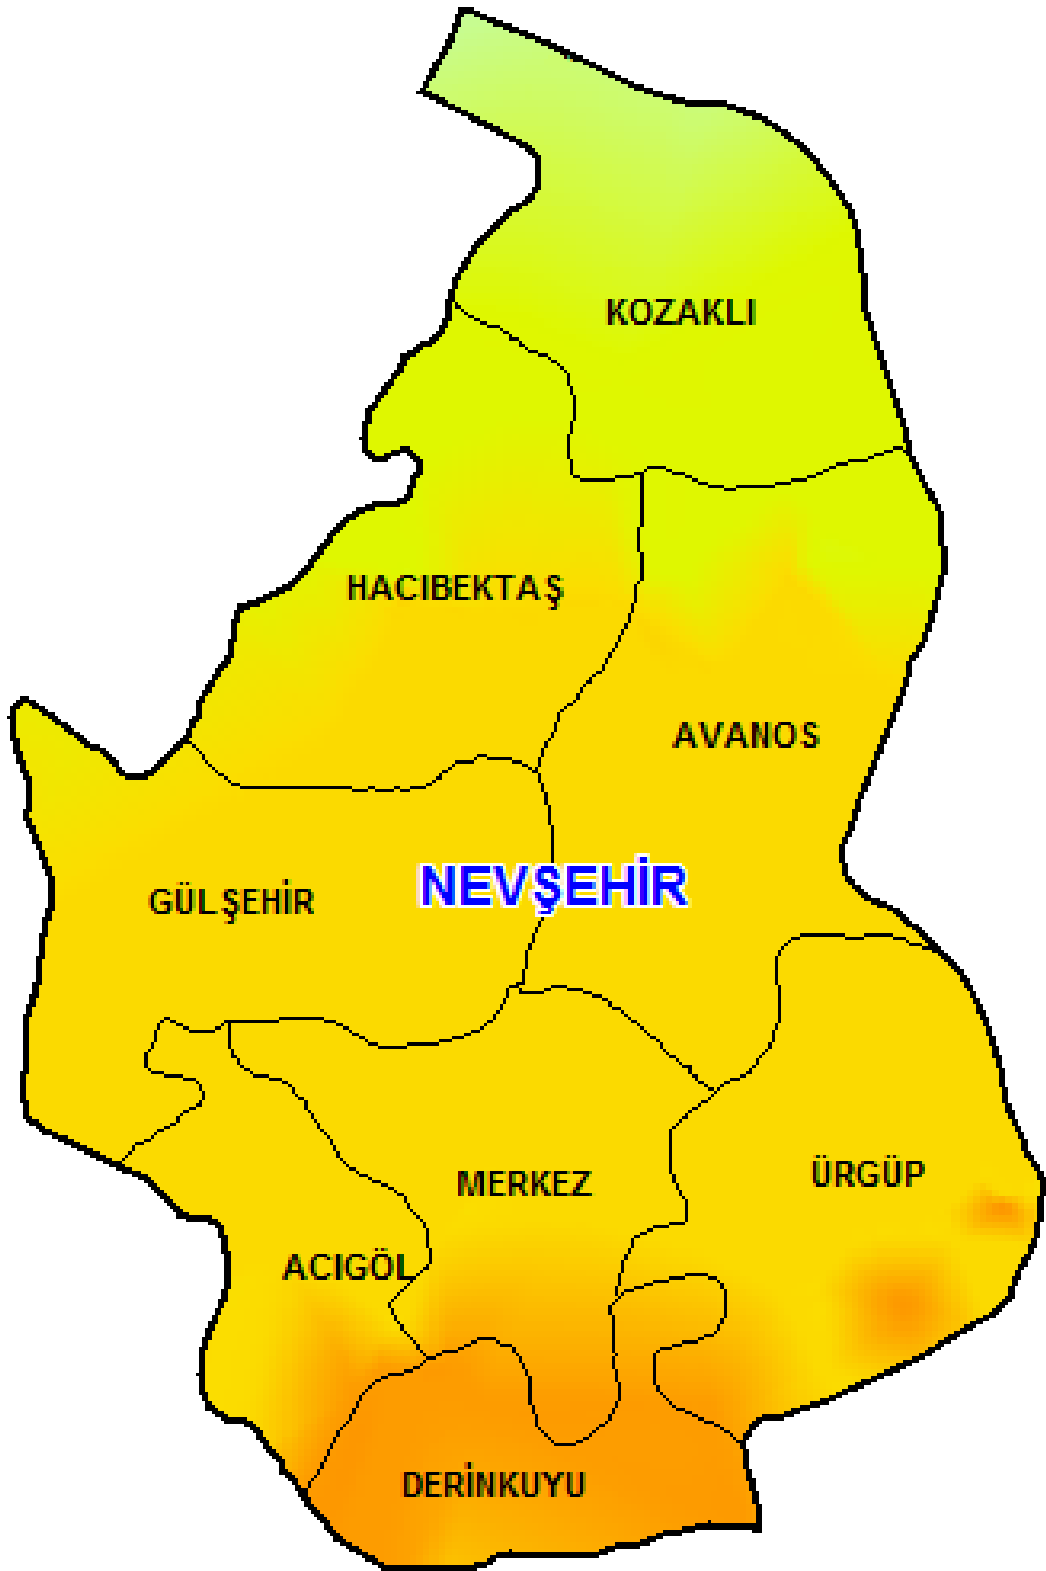 KOZAKLI
HACIBEKTAŞ
AVANOS
NEVŞEHİR
GÜLŞEHİR
MERKEZ
ÜRGÜP
ACIGÖL
DERİNKUYU